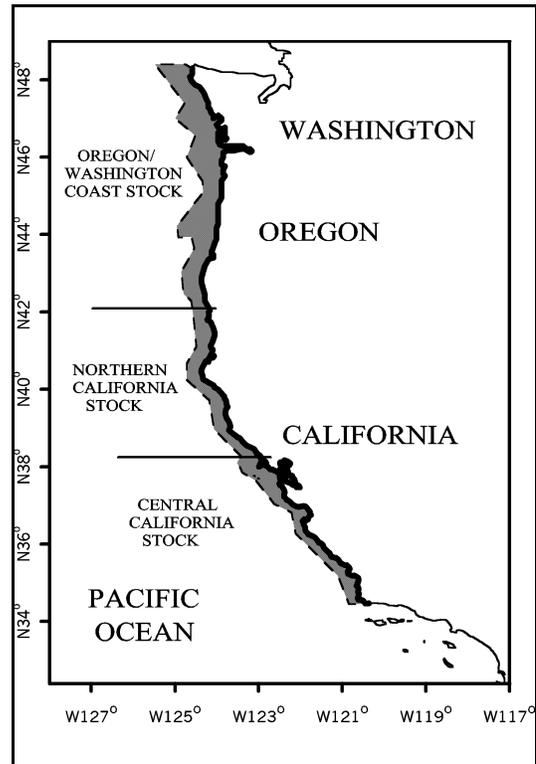 WASHINGTON
OREGON/
WASHINGTON
COAST STOCK
OREGON
NORTHERN
CALIFORNIA
STOCK
CALIFORNIA
CENTRAL
CALIFORNIA
STOCK
PACIFIC
OCEAN
N48°
N46°
N44°
N42°
N40°
N38°
N36°
N34°
W127° W125° W123° W121° W119° W117°